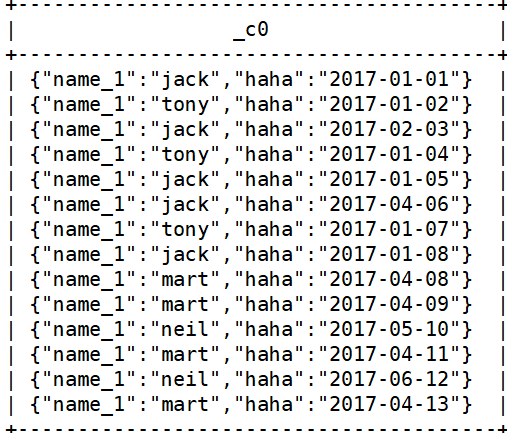 +----------------------------------------+
|                  _c0                   |
+----------------------------------------+
| {"name_1":"jack","haha":"2017-01-01"}  |
| {"name_1":"tony","haha":"2017-01-02"}  |
| {"name_1":"jack","haha":"2017-02-03"}  |
| {"name_1":"tony","haha":"2017-01-04"}  |
| {"name_1":"jack","haha":"2017-01-05"}  |
| {"name_1":"jack","haha":"2017-04-06"}  |
| {"name_1":"tony","haha":"2017-01-07"}  |
| {"name_1":"jack","haha":"2017-01-08"}  |
| {"name_1":"mart","haha":"2017-04-08"}  |
| {"name_1":"mart","haha":"2017-04-09"}  |
| {"name_1":"neil","haha":"2017-05-10"}  |
| {"name_1":"mart","haha":"2017-04-11"}  |
| {"name_1":"neil","haha":"2017-06-12"}  |
| {"name_1":"mart","haha":"2017-04-13"}  |
+----------------------------------------+